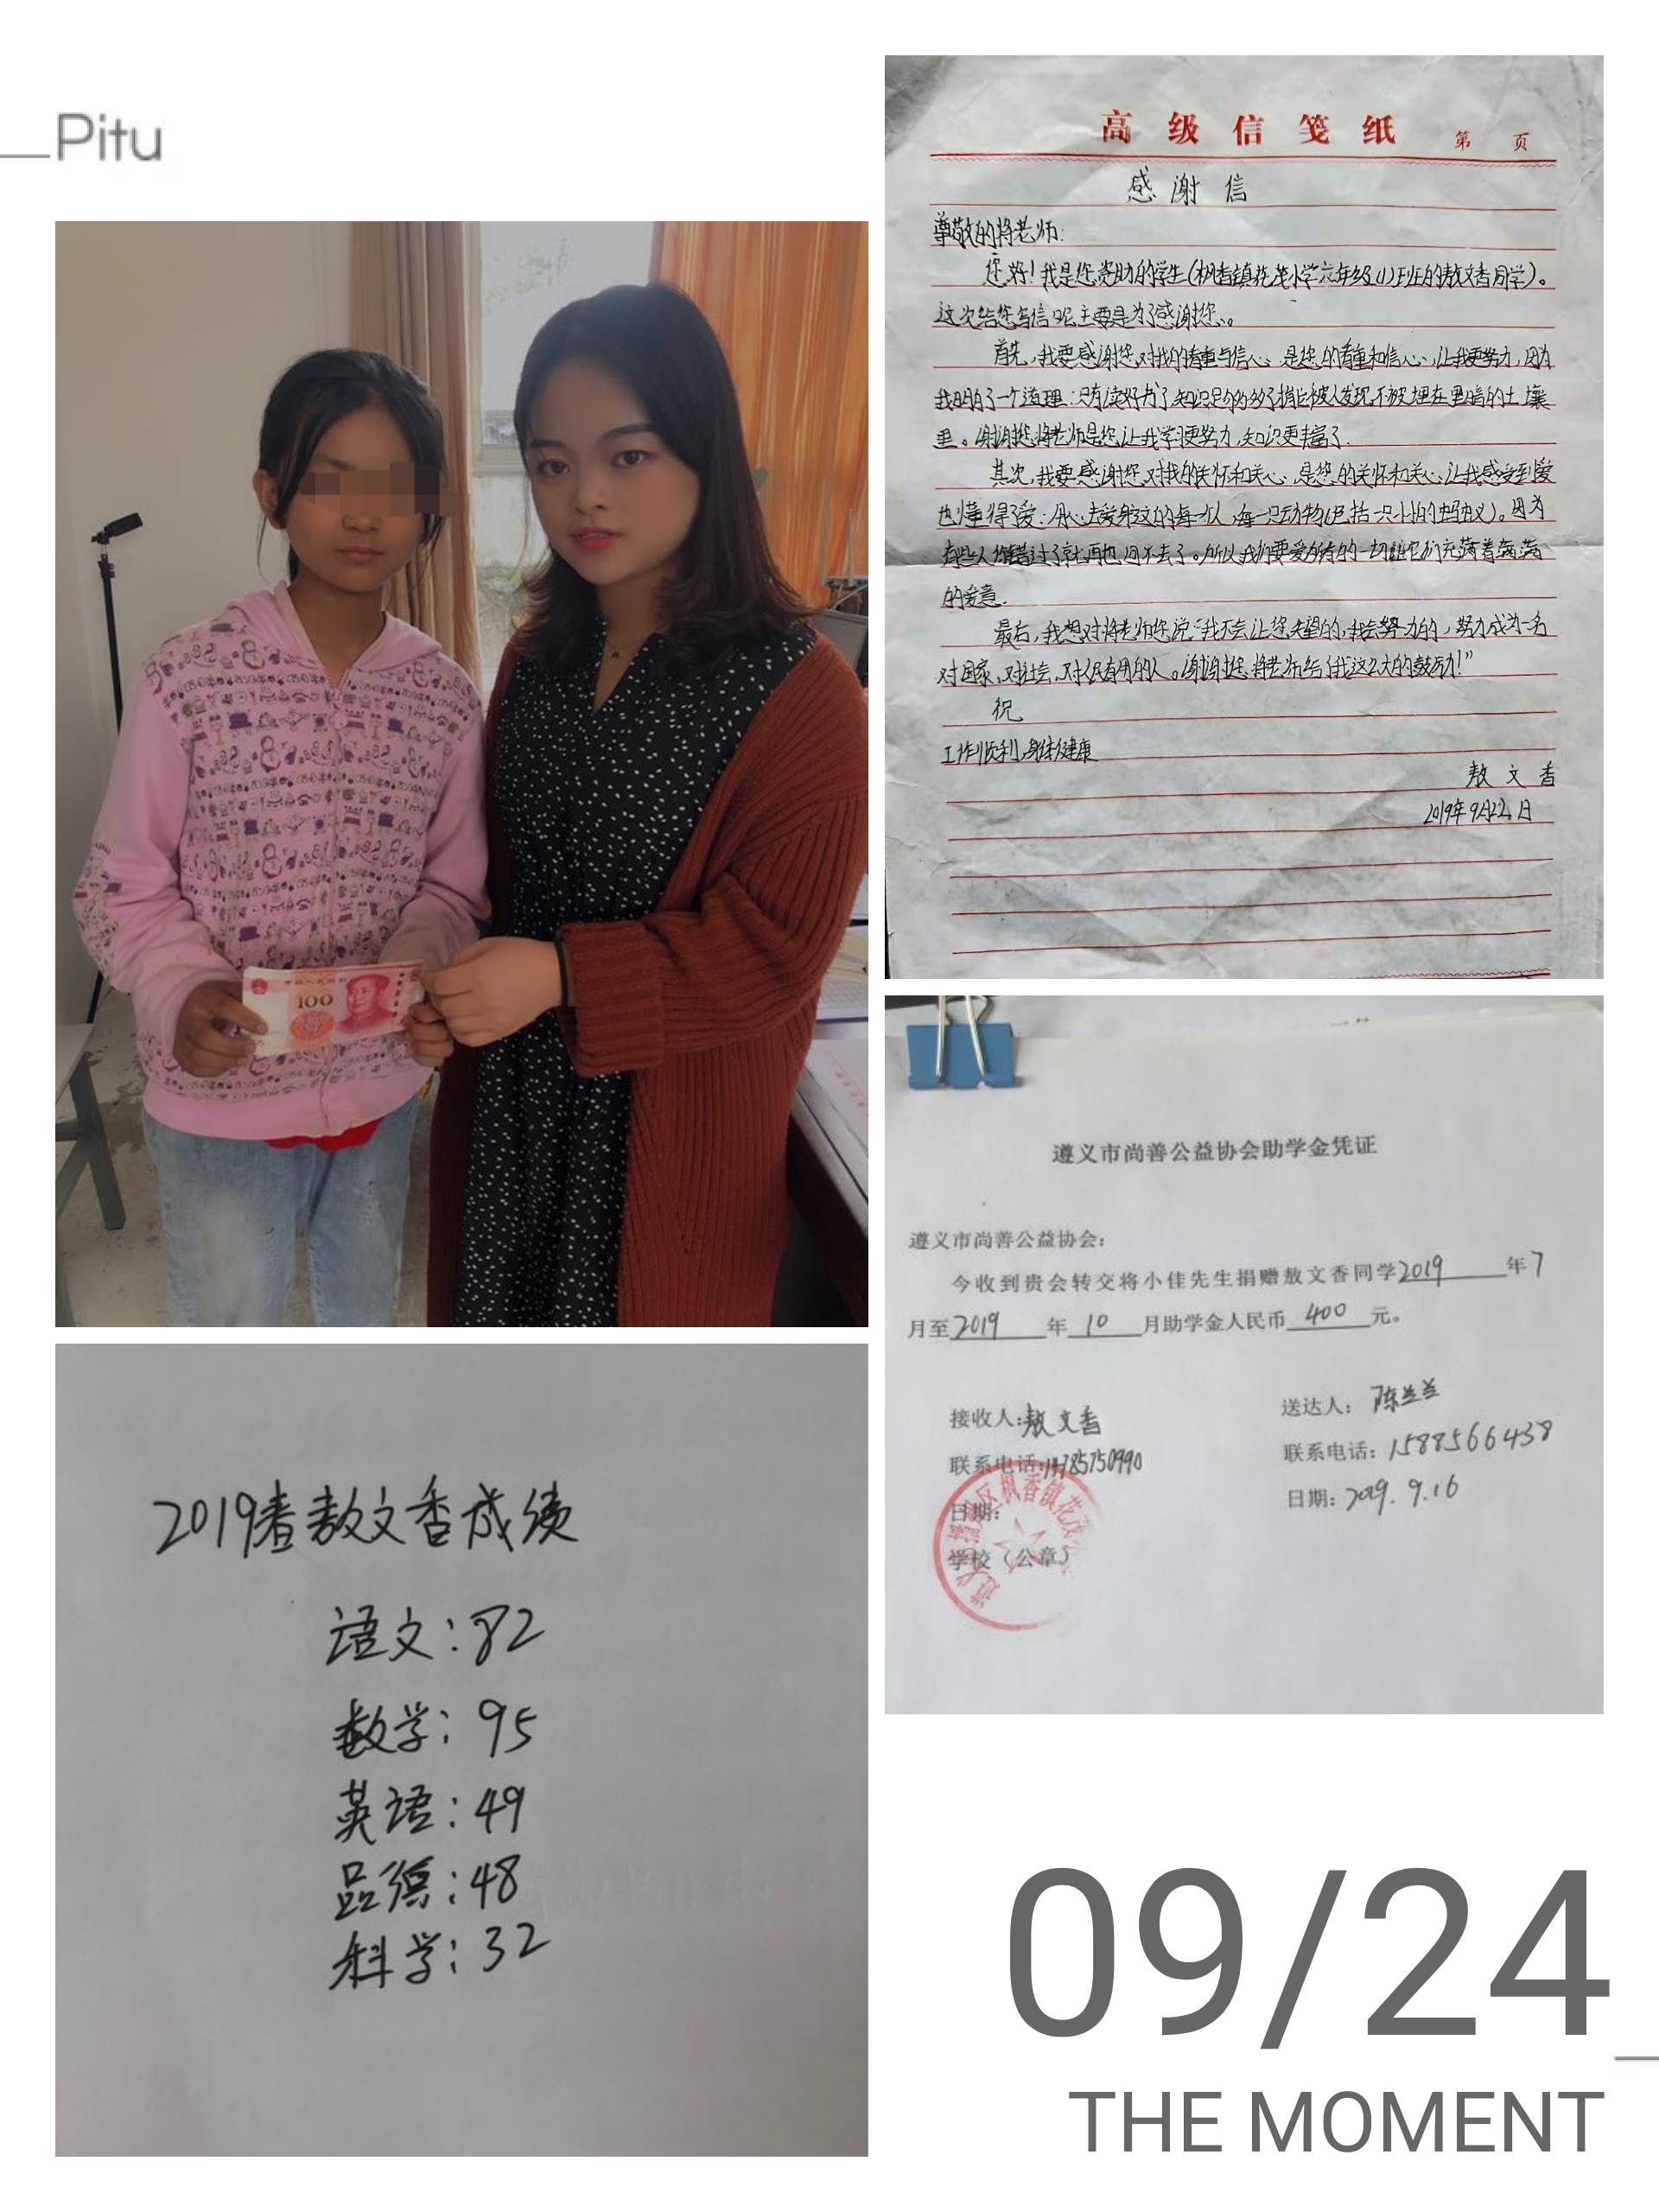 Pitu
100
高级信笺纸 第 页
感谢信
尊敬的将老师:
您好!我是您资助的学生(枫香镇花茂小学六年级(1)班的敖文香同学)。
这次给您写信呢主要是为了感谢您。
首先,我要感谢您对我的看重与信心,是您的看重和信心,让我更努力,因为
我明白了一个道理:只有读好书了知识足够的多了,才能被人发现,不被埋在黑暗的土壤
里。谢谢您将老师是您让我学习更努力,知识更丰富了.
其次,我要感谢您对我的关怀和关心,是您的关怀和关心,让我感受到爱
也懂得了爱:用心去爱身边的每一个人,每一只动物(包括一只小小的蚂蚁)。因为
有些人你错过了就再也回不去了。所以我们要爱所有的一切让它们充满着满满
的爱意.
最后,我想对将老师您说:“我不会让您失望的,我会努力的,努力成为一名
对国家,对社会,对人民有用的人。谢谢您,将老师给了我这么大的鼓励!”
祝
工作顺利,身体健康
敖文香
2019年9月22日
遵义市尚善公益协会助学金凭证
遵义市尚善公益协会:
今收到贵会转交将小佳先生捐赠敖文香同学2019年7
月至2019年10月助学金人民币400元。
接收人:敖文香
联系电话:
日期:
学校(公章)
送达人:陈兰兰
联系电话:15885566438
日期:2019.9.16
区枫香镇花茂
2019春敖文香成绩
语文:82
数学:95
英语:49
品德:48
科学:32
09/24
THE MOMENT